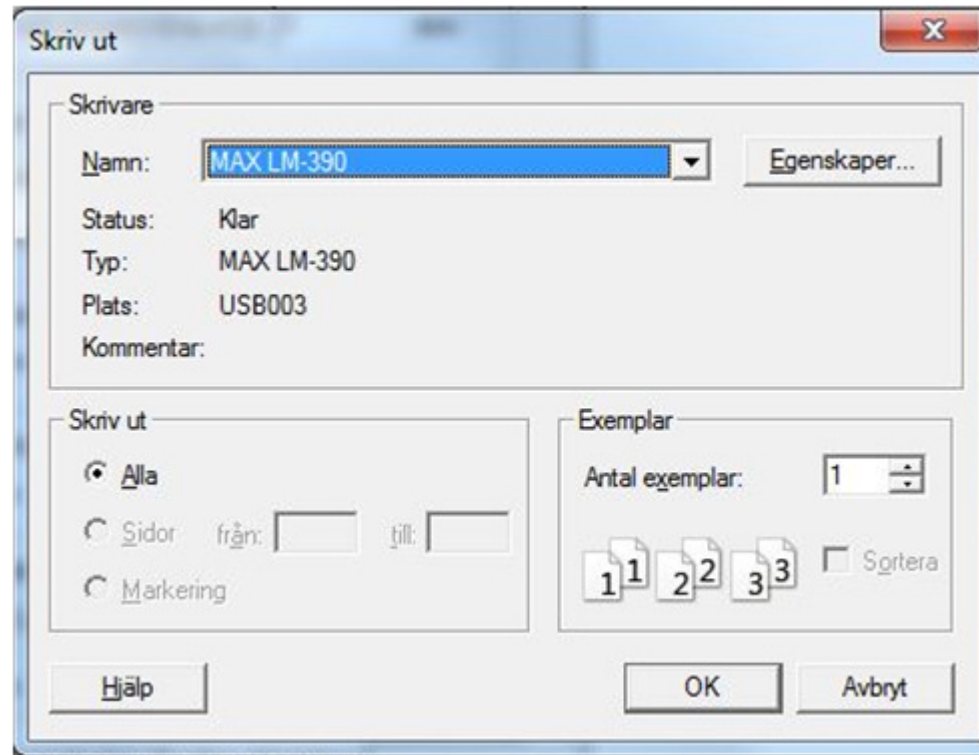 Skriv ut
Skrivare
Namn: MAX LM-390 Egenskaper...
Status: Klar
Typ: MAX LM-390
Plats: USB003
Kommentar:
Skriv ut
Alla
Sidor från: till:
Markering
Exemplar
Antal exemplar: 1
1 1 2 2 3 3 Sortera
Hjälp OK Avbryt